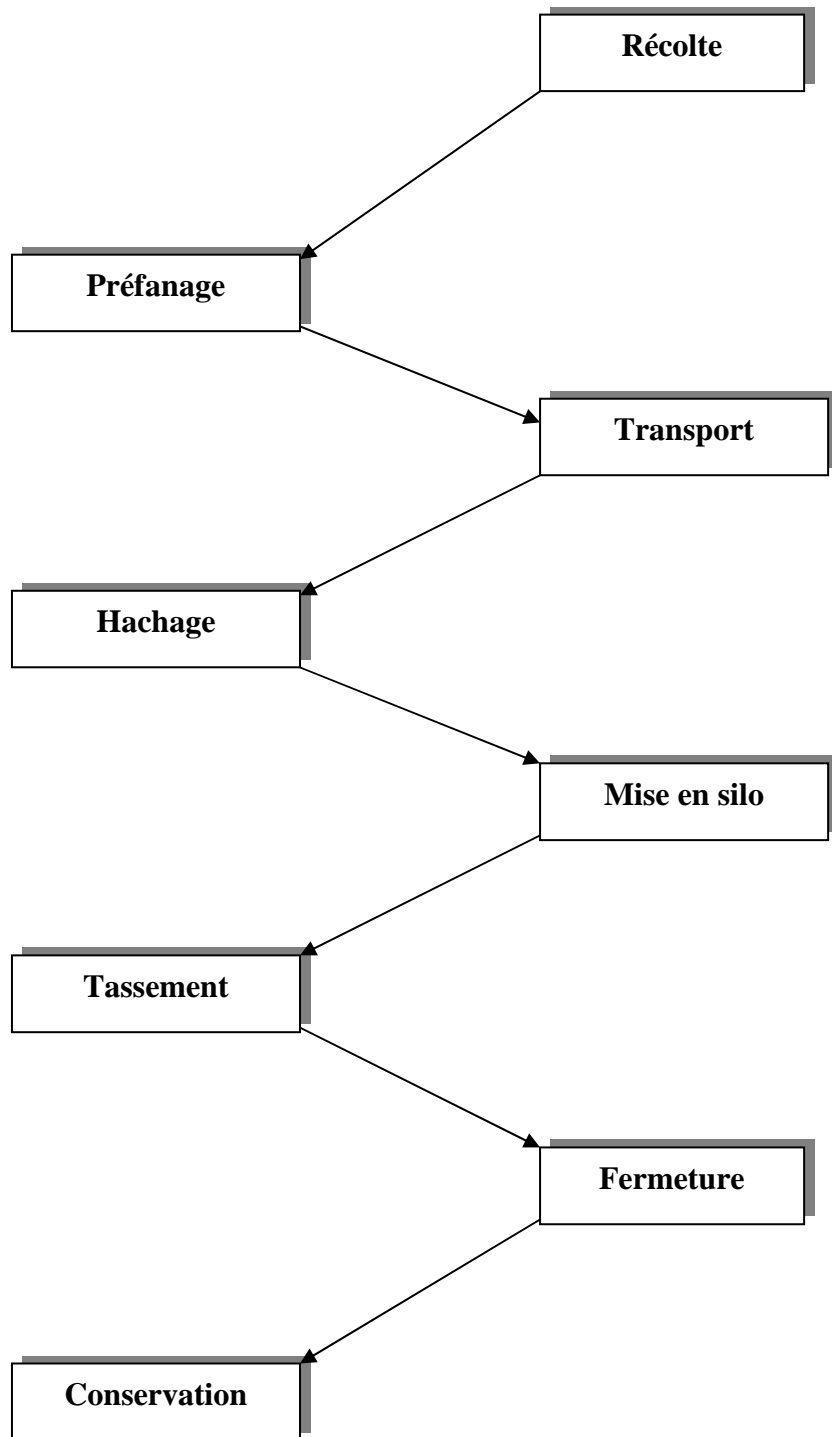 Récolte
Préfanage
Transport
Hachage
Mise en silo
Tassement
Fermeture
Conservation